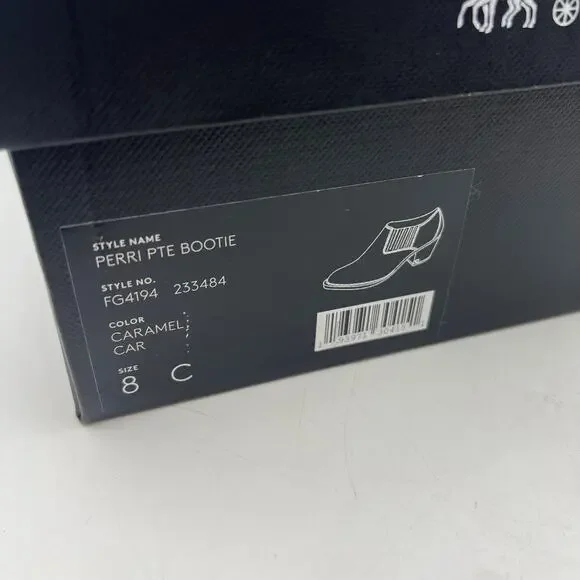 STYLE NAME
PERRI PTE BOOTIE
STYLE NO.
FG4194 233484
COLOR
CARAMEL;
CAR
SIZE
8 C